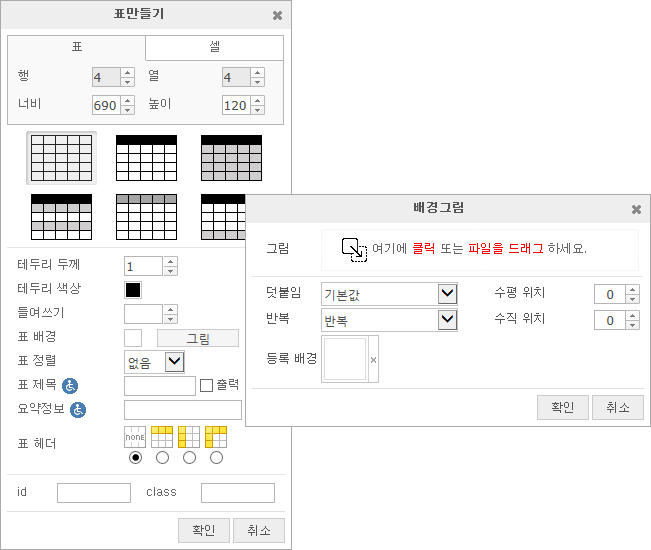 표만들기
표 셀
행 4 열 4
너비 690 높이 120
테두리 두께 1
테두리 색상
들여쓰기
표 배경 그림
표 정렬 없음
표 제목 출력
요약정보
표 헤더 NONE
id class
확인 취소
배경그림
그림 여기에 클릭 또는 파일을 드래그 하세요.
덧붙임 기본값 수평 위치 0
반복 반복 수직 위치 0
등록 배경
확인 취소